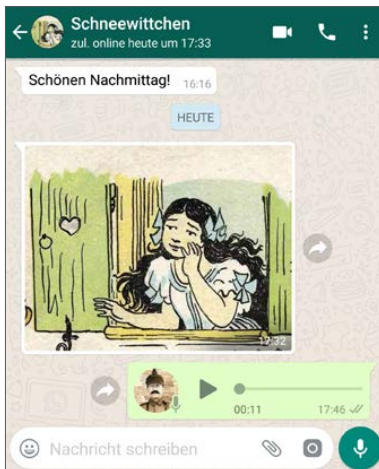 Schneewittchen
zul. online heute um 17:33
Schönen Nachmittag! 16:16
HEUTE
17:32
00:11 17:46
Nachricht schreiben